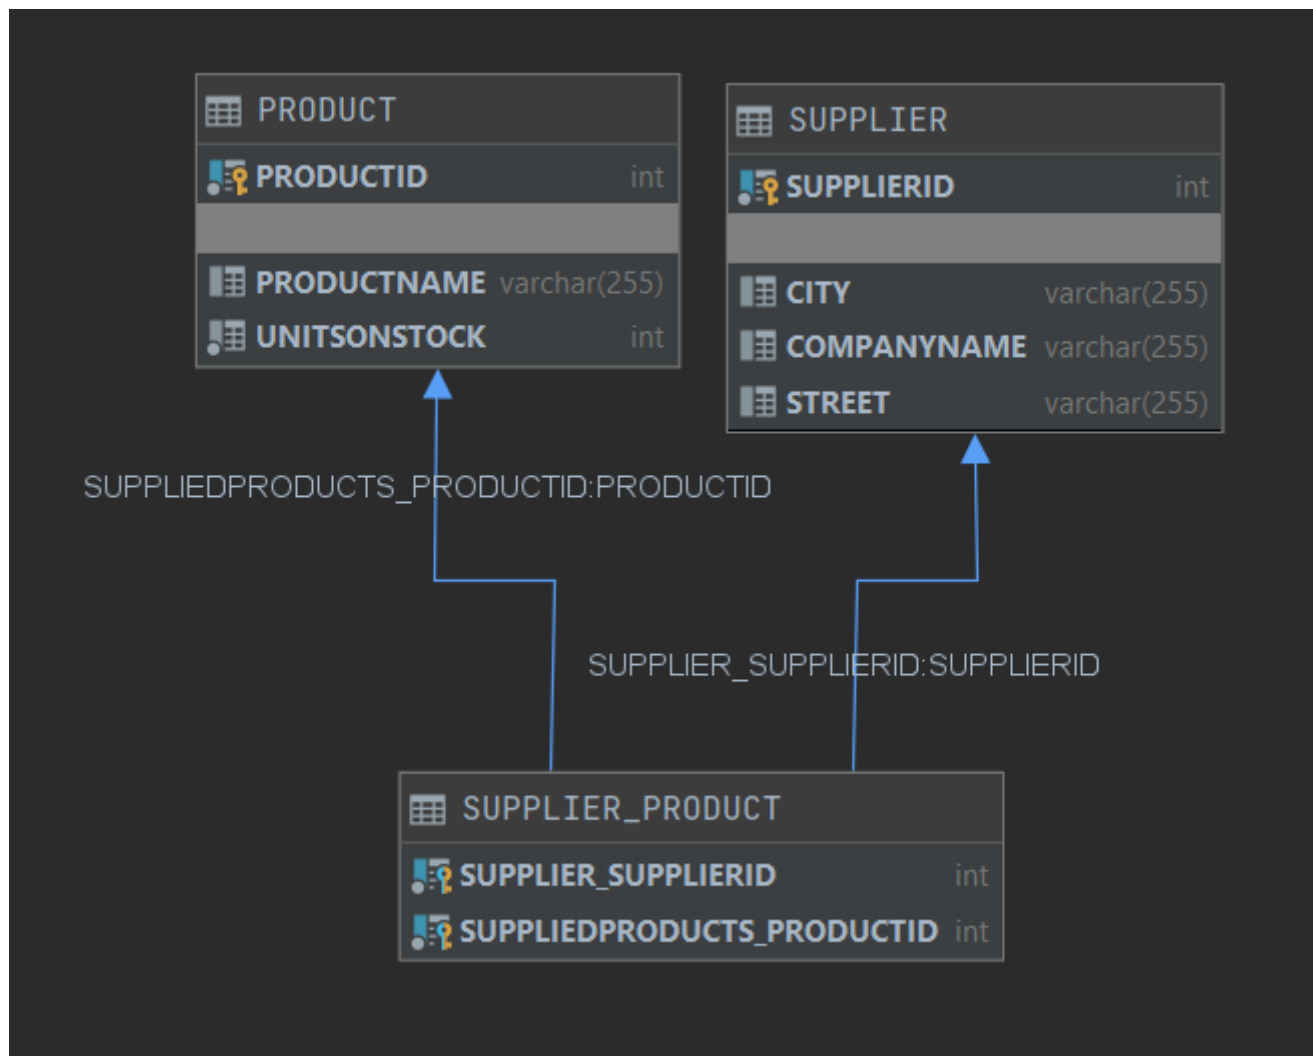 PRODUCT
PRODUCTID int
PRODUCTNAME varchar(255)
UNITSONSTOCK int
SUPPLIER
SUPPLIERID int
CITY varchar(255)
COMPANYNAME varchar(255)
STREET varchar(255)
SUPPLIEDPRODUCTS_PRODUCTID:PRODUCTID
SUPPLIER_SUPPLIERID:SUPPLIERID
SUPPLIER_PRODUCT
SUPPLIER_SUPPLIERID int
SUPPLIEDPRODUCTS_PRODUCTID int